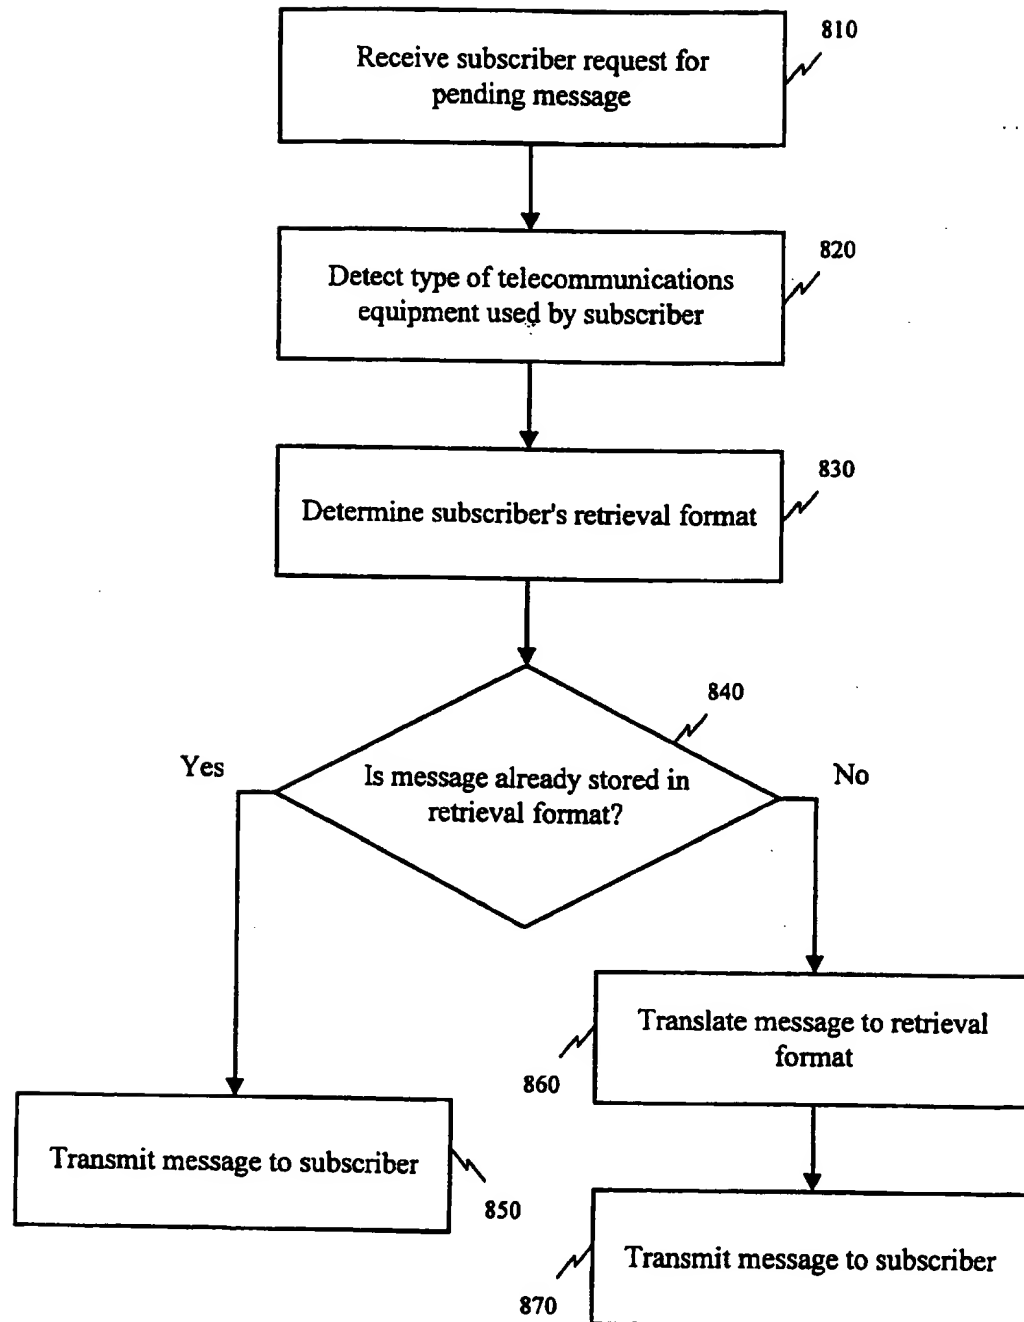 810
Receive subscriber request for
pending message
820
Detect type of telecommunications
equipment used by subscriber
830
Determine subscriber's retrieval format
840
Yes
Is message already stored in
retrieval format?
No
Translate message to retrieval
format
860
Transmit message to subscriber
850
Transmit message to subscriber
870